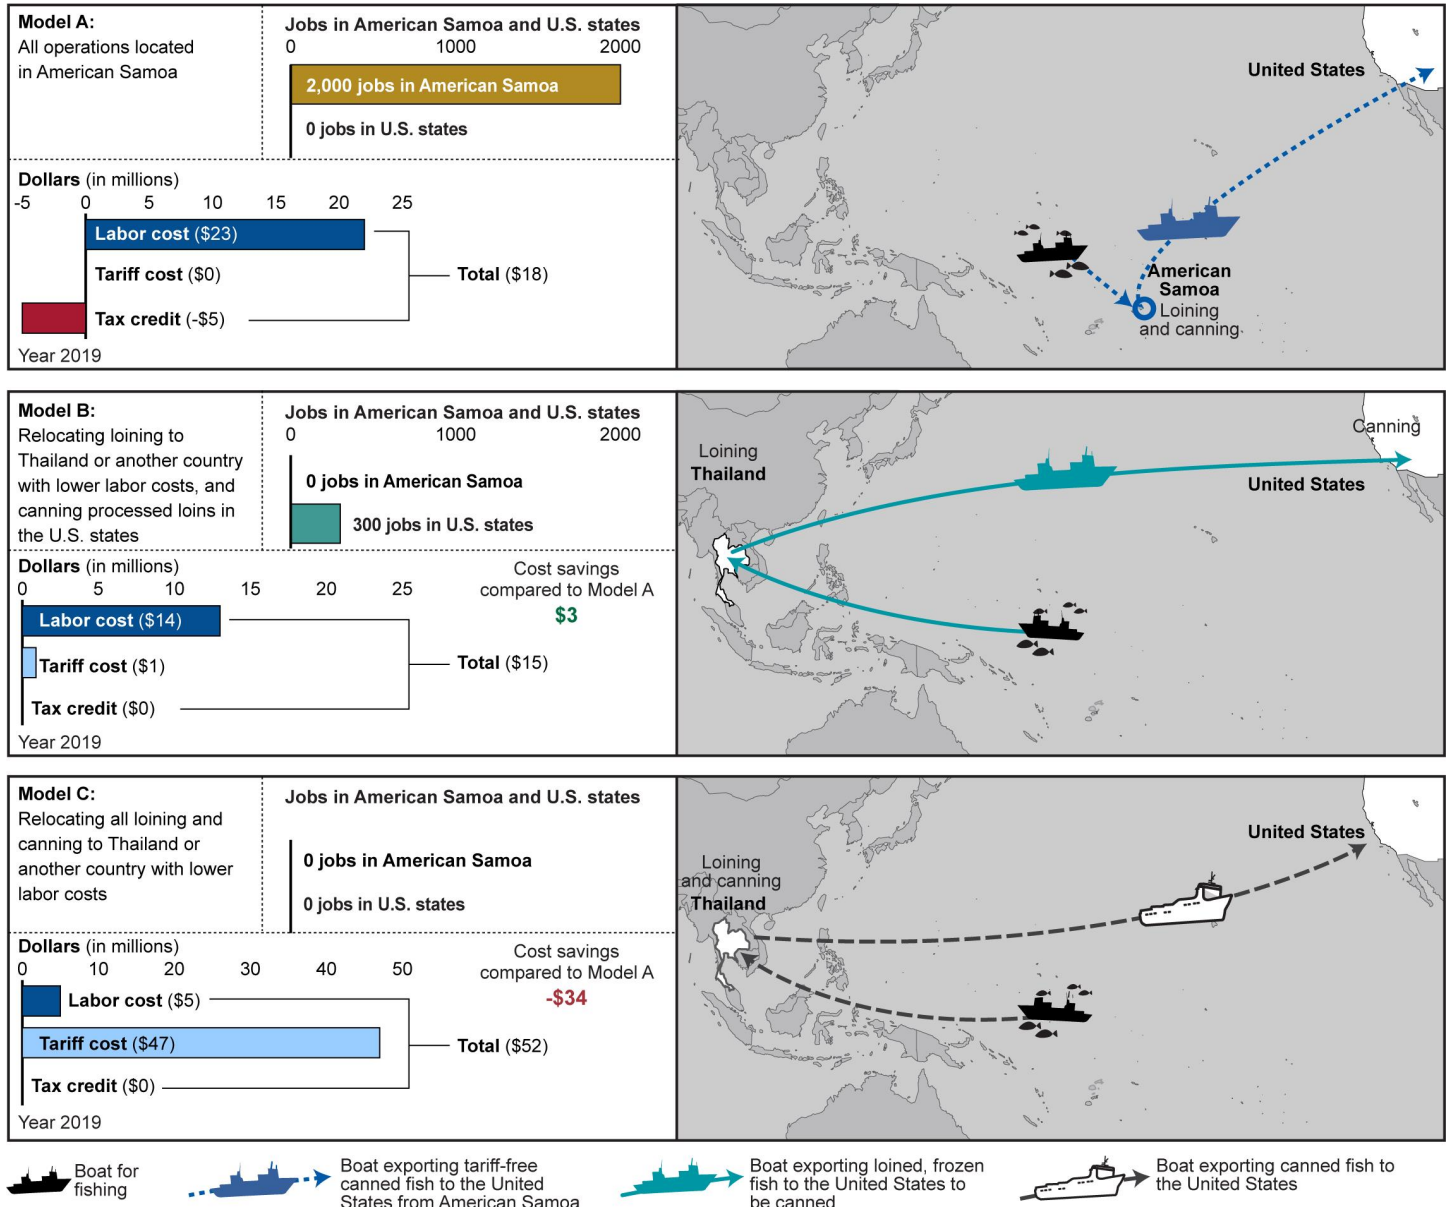 Model A:
All operations located
in American Samoa
Jobs in American Samoa and U.S. states
0 1000 2000
2,000 jobs in American Samoa
0 jobs in U.S. states
Dollars (in millions)
-5 0 5 10 15 20 25
Labor cost ($23)
Tariff cost ($0)
Total ($18)
Tax credit (-$5)
Year 2019
United States
American
Samoa
Loining
and canning
Model B:
Relocating loining to
Thailand or another country
with lower labor costs, and
canning processed loins in
the U.S. states
Jobs in American Samoa and U.S. states
0 1000 2000
0 jobs in American Samoa
300 jobs in U.S. states
Dollars (in millions)
0 5 10 15 20 25
Cost savings
compared to Model A
$3
Labor cost ($14)
Tariff cost ($1)
Total ($15)
Tax credit ($0)
Year 2019
Loining
Thailand
Canning
United States
Model C:
Relocating all loining and
canning to Thailand or
another country with lower
labor costs
Jobs in American Samoa and U.S. states
0 jobs in American Samoa
0 jobs in U.S. states
Dollars (in millions)
0 10 20 30 40 50
Cost savings
compared to Model A
-$34
Labor cost ($5)
Tariff cost ($47)
Total ($52)
Tax credit ($0)
Year 2019
Loining
and canning
Thailand
United States
Boat for
fishing
Boat exporting tariff-free
canned fish to the United
States from American Samoa
Boat exporting loined, frozen
fish to the United States to
be canned
Boat exporting canned fish to
the United States